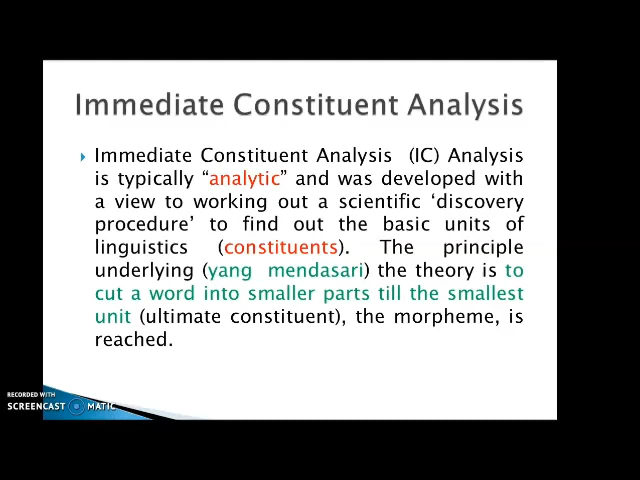 Immediate Constituent Analysis
Immediate Constituent Analysis (IC) Analysis
is typically “analytic” and was developed with
a view to working out a scientific ‘discovery
procedure’ to find out the basic units of
linguistics (constituents). The principle
underlying (yang mendasari) the theory is to
cut a word into smaller parts till the smallest
unit (ultimate constituent), the morpheme, is
reached.
RECORDED WITH
SCREENCAST MATIC